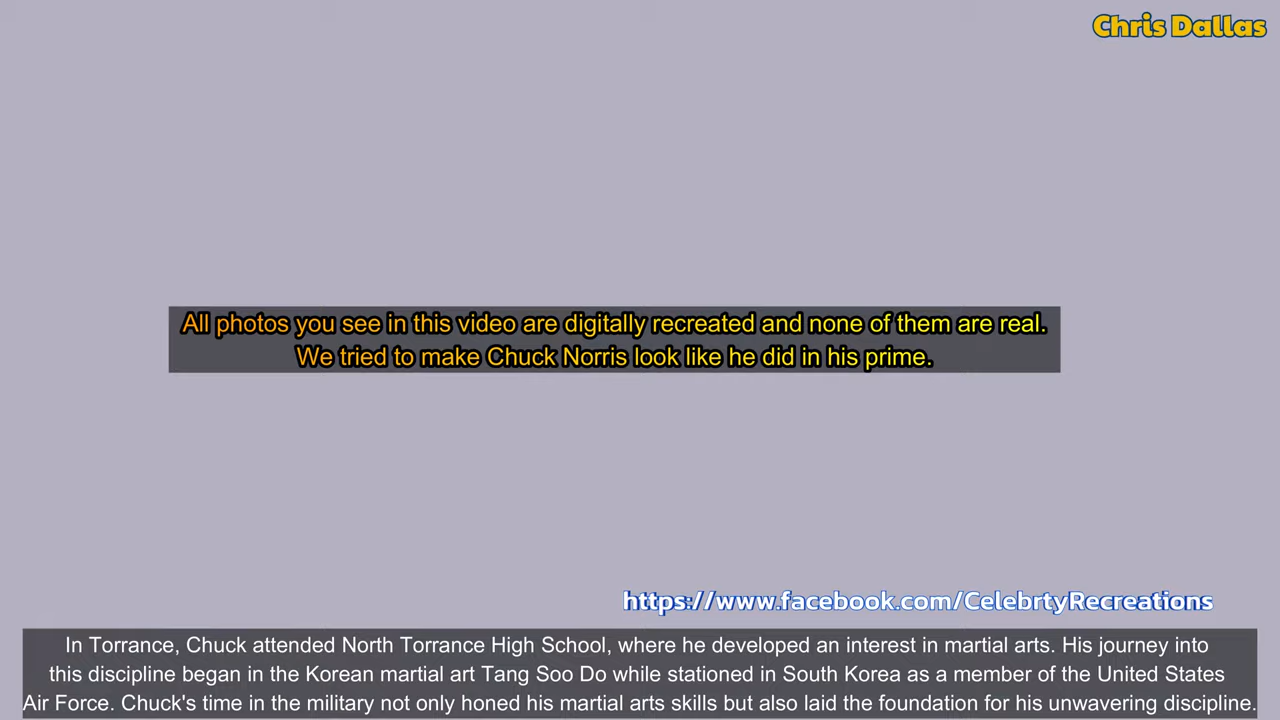 Chris Dallas
All photos you see in this video are digitally recreated and none of them are real.
We tried to make Chuck Norris look like he did in his prime.
https://www.facebook.com/CelebrtyRecreations
In Torrance, Chuck attended North Torrance High School, where he developed an interest in martial arts. His journey into
this discipline began in the Korean martial art Tang Soo Do while stationed in South Korea as a member of the United States
Air Force. Chuck's time in the military not only honed his martial arts skills but also laid the foundation for his unwavering discipline.